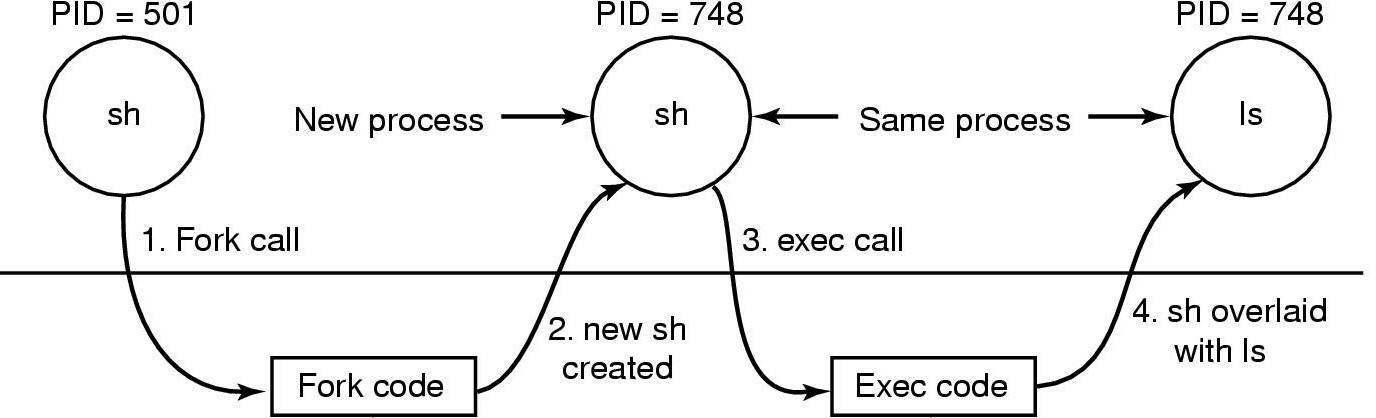 PID = 501
PID = 748
PID = 748
sh
New process
sh
Same process
ls
1. Fork call
3. exec call
2. new sh
created
4. sh overlaid
with ls
Fork code
Exec code